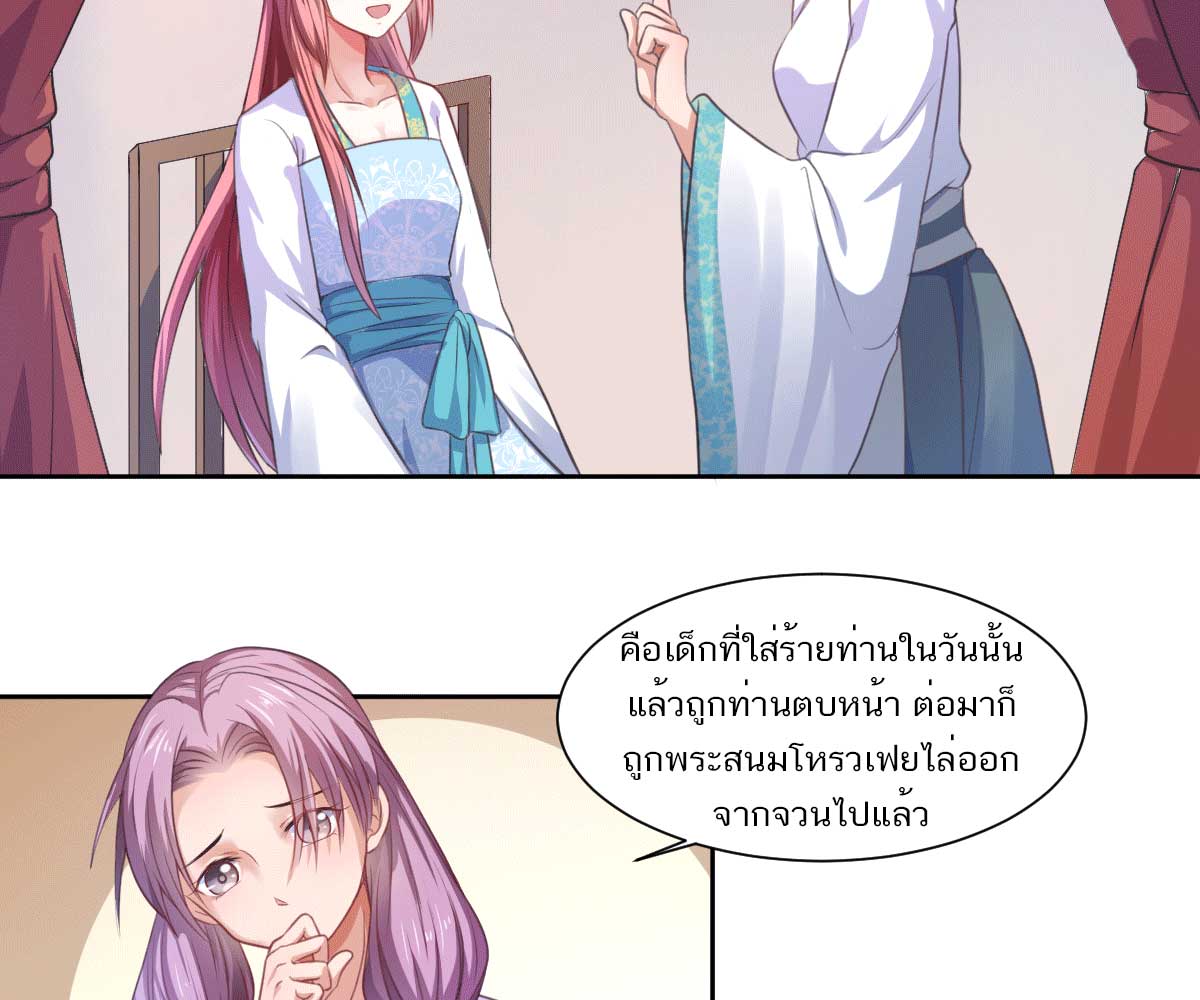 คือเด็กที่ใส่ร้ายท่านในวันนั้น
แล้วถูกท่านตบหน้า ต่อมาก็
ถูกพระสนมโหรวเฟยไล่ออก
จากจวนไปแล้ว